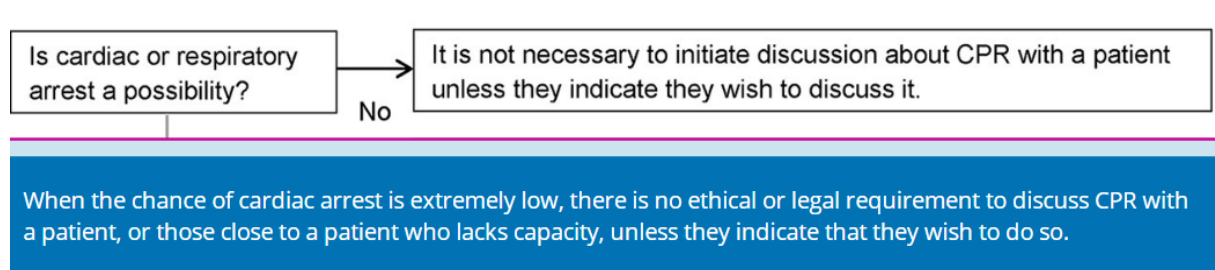 Is cardiac or respiratory
arrest a possibility?
No
It is not necessary to initiate discussion about CPR with a patient
unless they indicate they wish to discuss it.
When the chance of cardiac arrest is extremely low, there is no ethical or legal requirement to discuss CPR with
a patient, or those close to a patient who lacks capacity, unless they indicate that they wish to do so.